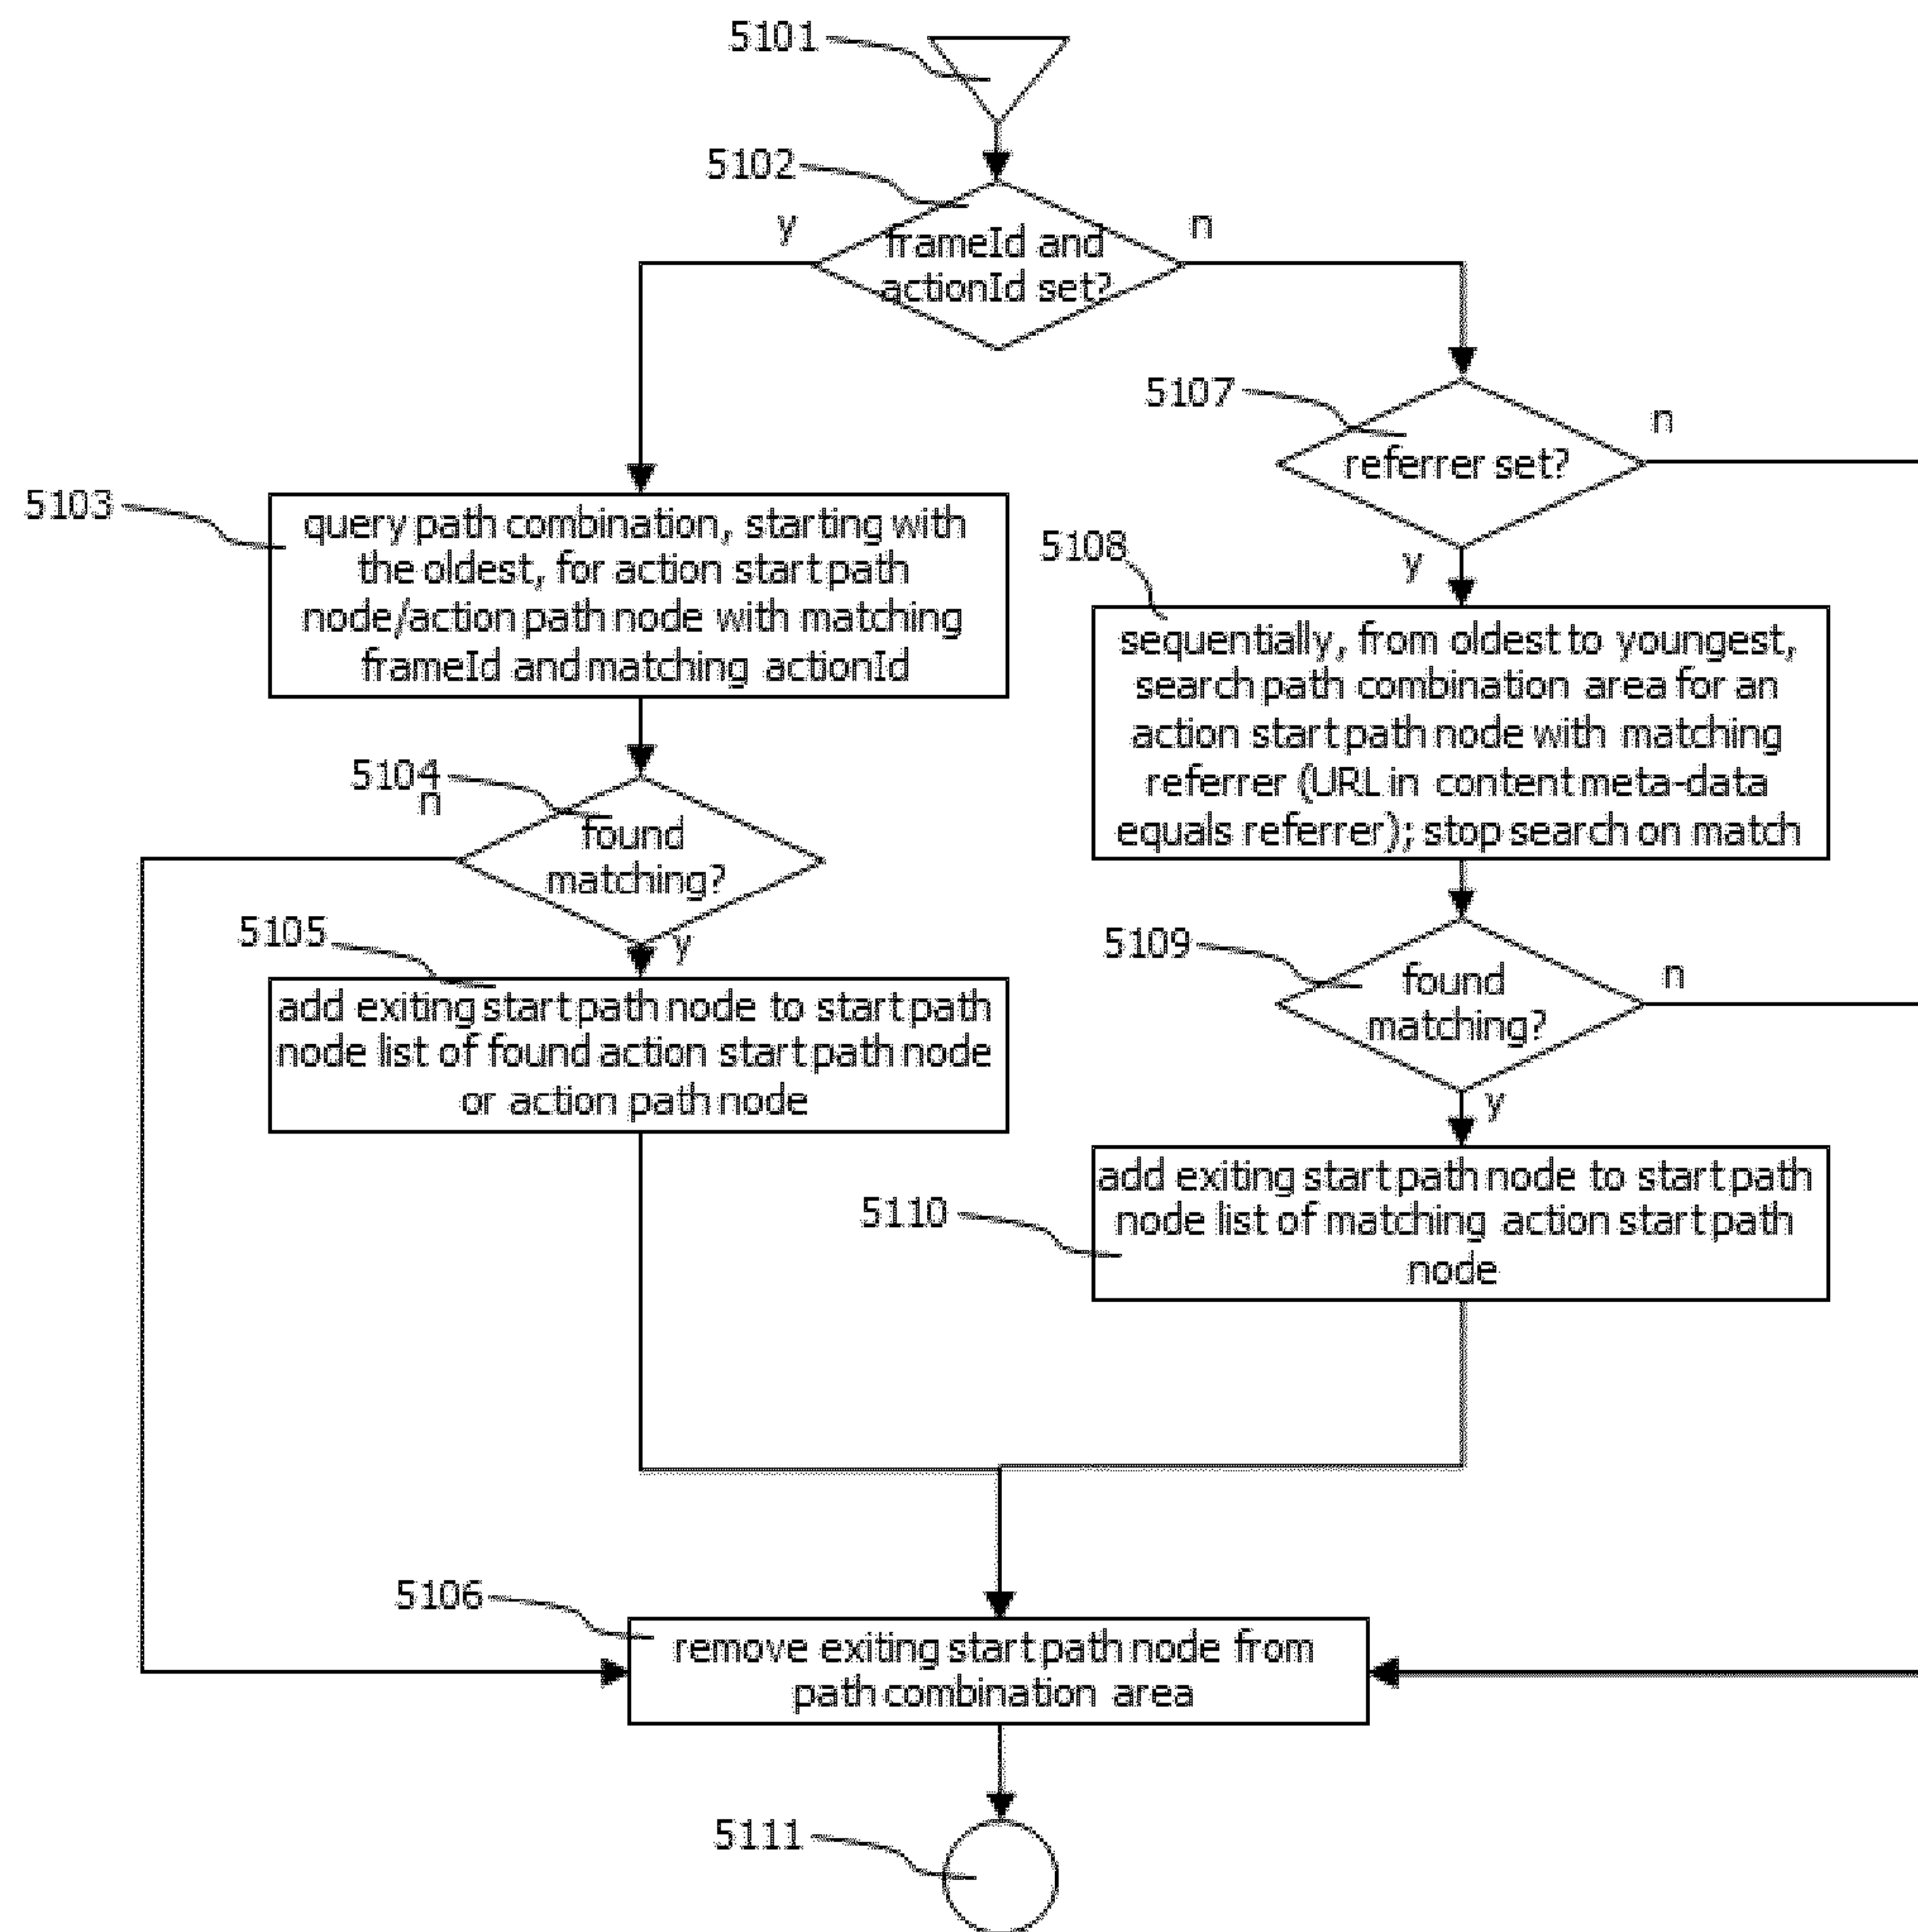 5101
5102
y
n
frameId and
actionId set?
5107
n
referrer set?
5103
query path combination, starting with
the oldest, for action start path
node/action path node with matching
frameId and matching actionId
y
5108
sequentially, from oldest to youngest,
search path combination area for an
action start path node with matching
referrer (URL in content meta-data
equals referrer); stop search on match
5104
n
found
matching?
y
5105
add exiting start path node to start path
node list of found action start path node
or action path node
5109
n
found
matching?
y
5110
add exiting start path node to start path
node list of matching action start path
node
5106
remove exiting start path node from
path combination area
5111